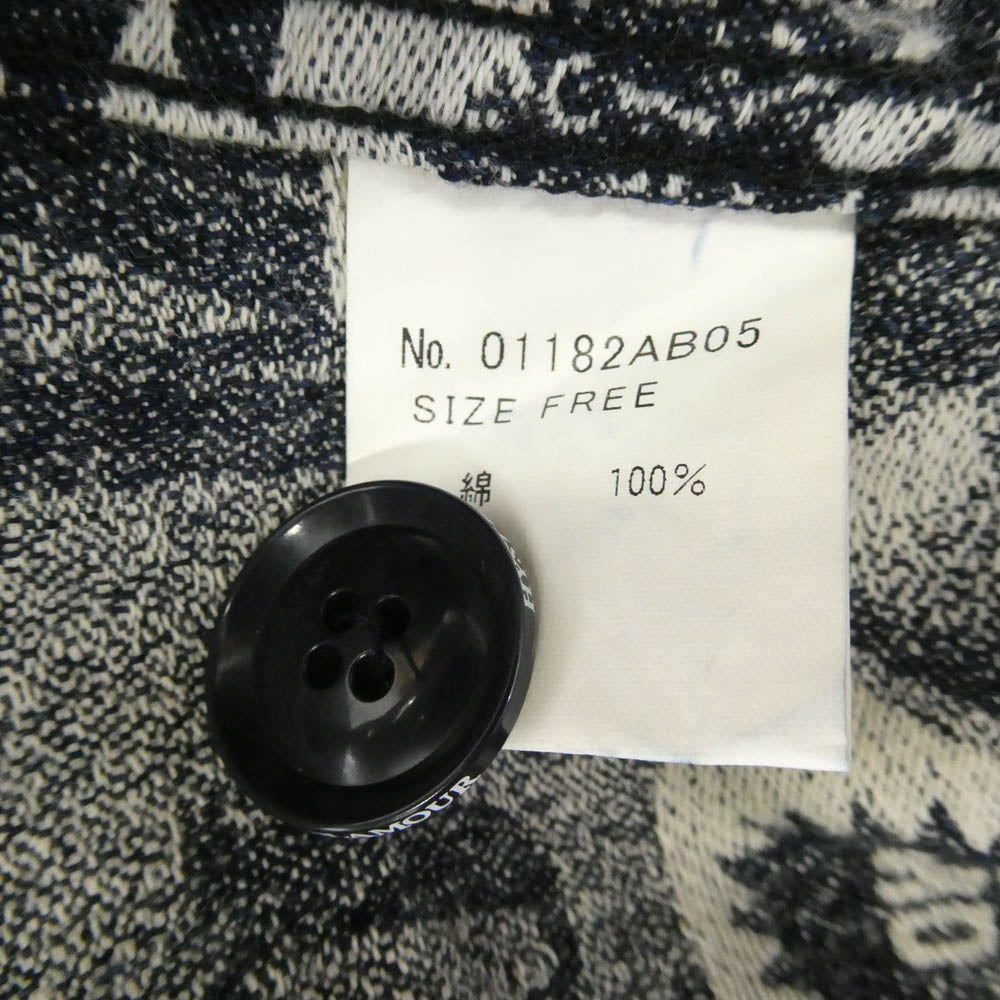 No. 01182AB05
SIZE FREE
綿 100%